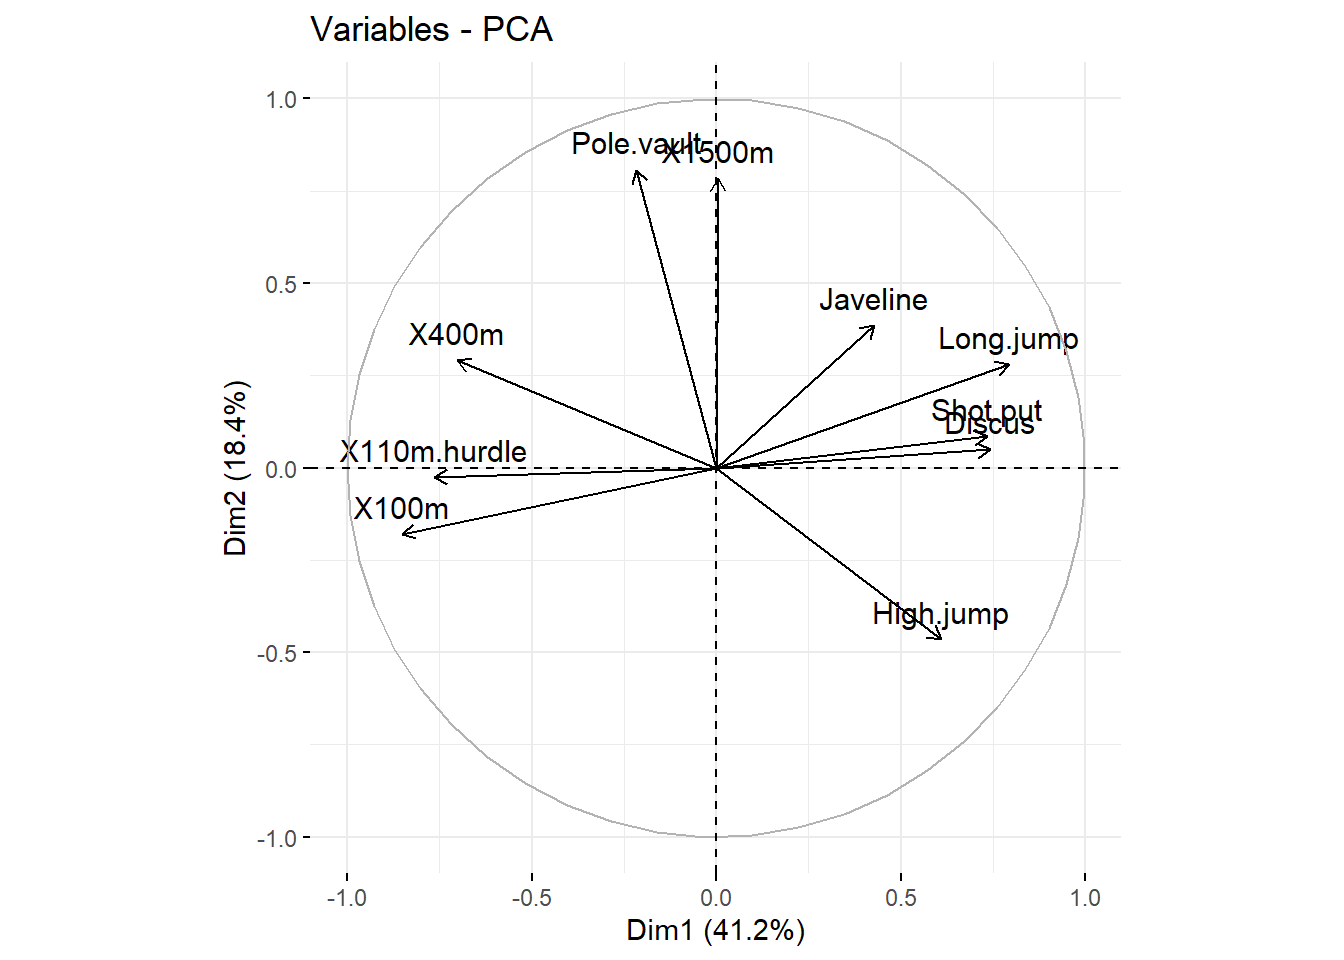 Variables - PCA
1.0
Pole.vault
X1500m
0.5
Javeline
X400m
Long.jump
Shot.put
Discus
X110m.hurdle
0.0
X100m
High.jump
-0.5
-1.0
-1.0 -0.5 0.0 0.5 1.0
Dim1 (41.2%)
Dim2 (18.4%)